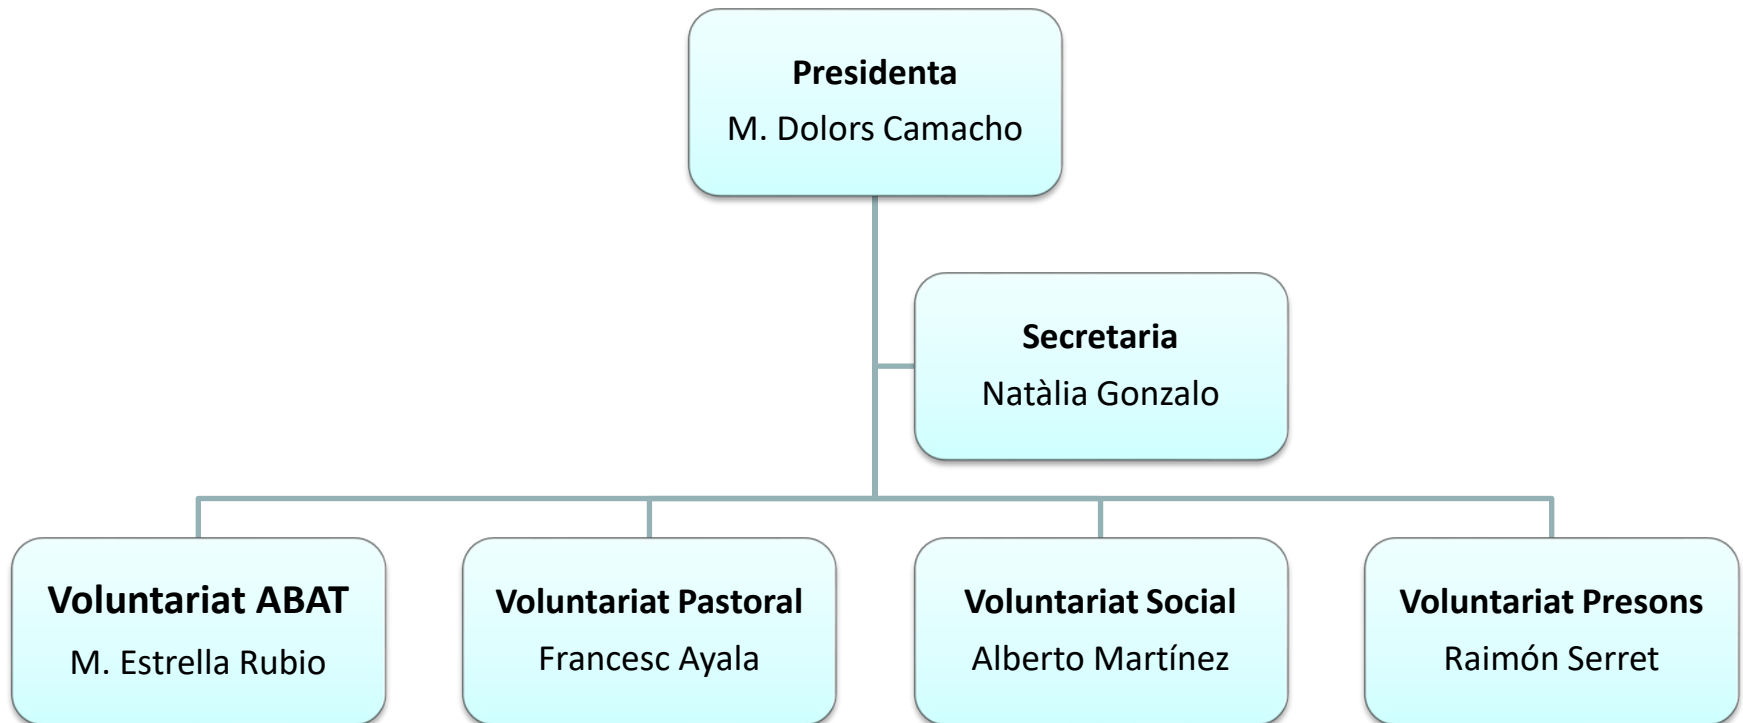 Presidenta
M. Dolors Camacho
Secretaria
Natàlia Gonzalo
Voluntariat ABAT
M. Estrella Rubio
Voluntariat Pastoral
Francesc Ayala
Voluntariat Social
Alberto Martínez
Voluntariat Presons
Raimón Serret